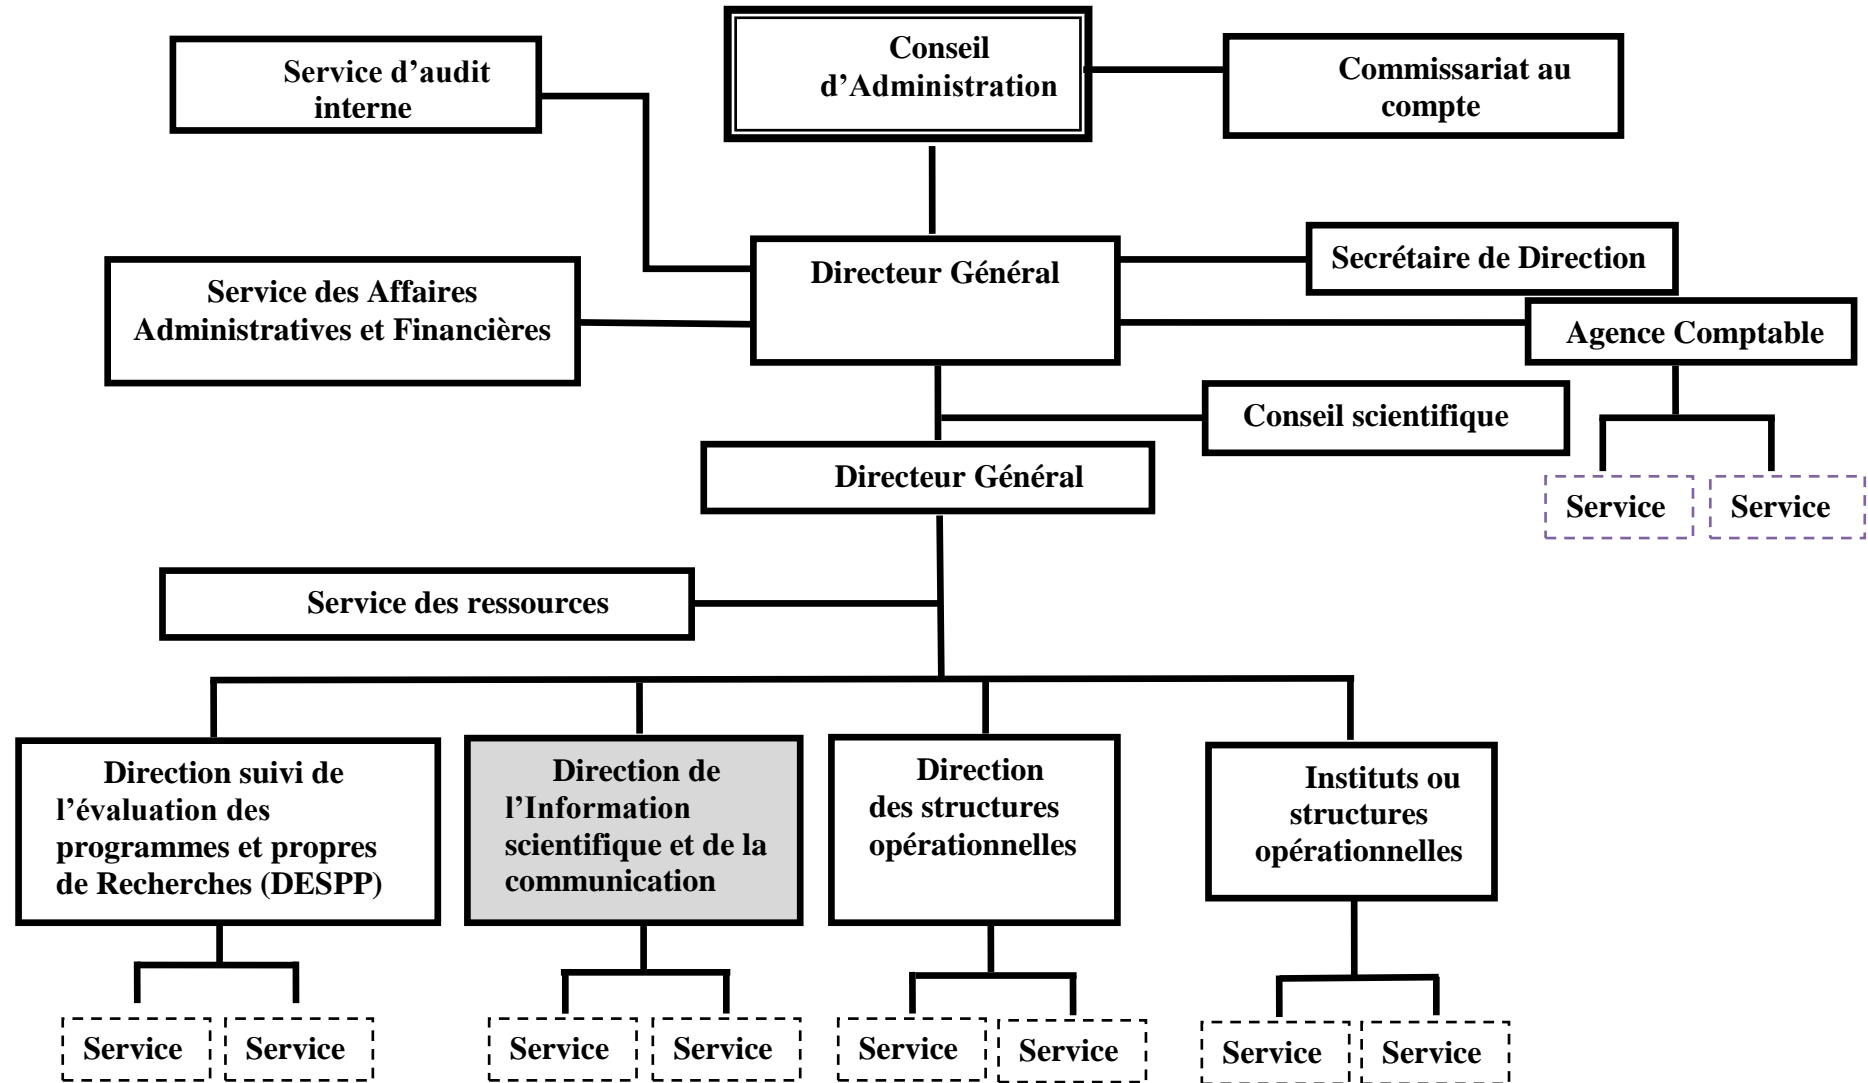 Service d’audit
interne
Conseil
d’Administration
Commissariat au
compte
Service des Affaires
Administratives et Financières
Directeur Général
Secrétaire de Direction
Agence Comptable
Conseil scientifique
Directeur Général
Service
Service
Service des ressources
Direction suivi de
l’évaluation des
programmes et propres
de Recherches (DESPP)
Direction de
l’Information
scientifique et de la
communication
Direction
des structures
opérationnelles
Instituts ou
structures
opérationnelles
Service
Service
Service
Service
Service
Service
Service
Service